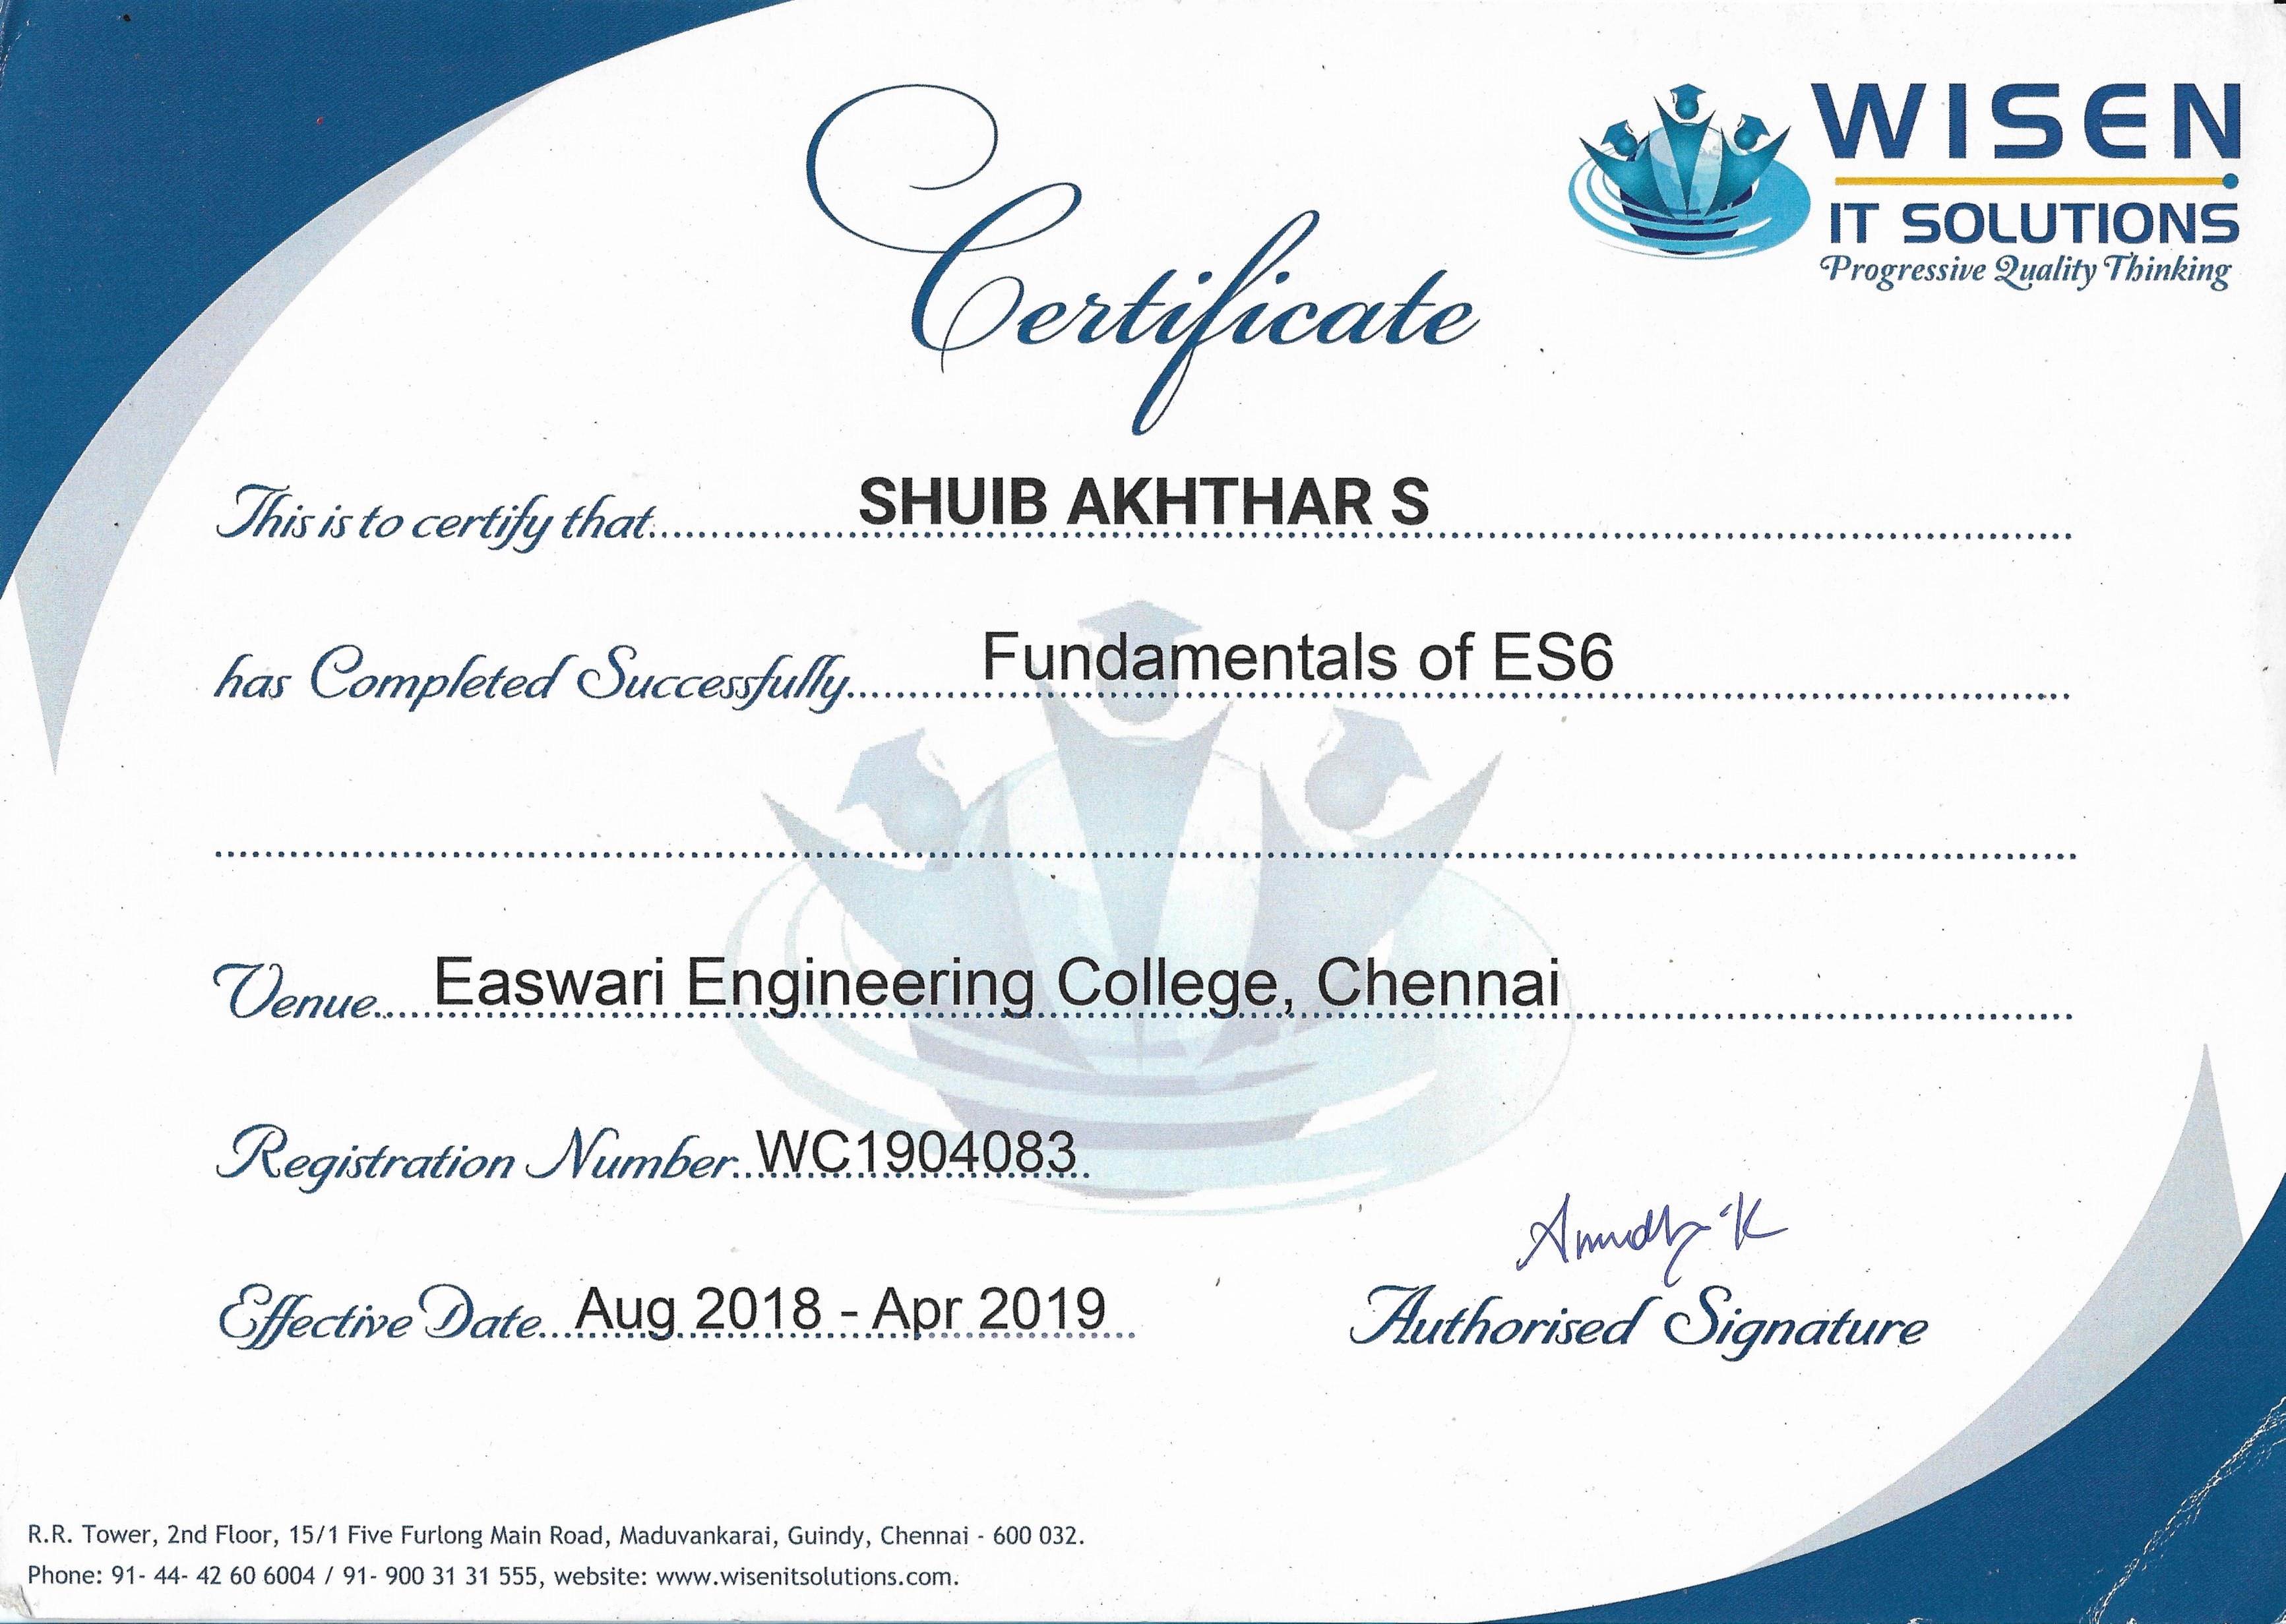 WISEN
IT SOLUTIONS
Progressive Quality Thinking
Certificate
This is to certify that.......... SHUIB AKHTHAR S
has Completed Successfully.......... Fundamentals of ES6
Venue.... Easwari Engineering College, Chennai
Registration Number.. WC1904083
Effective Date... Aug 2018 - Apr 2019
Authorised Signature
R.R. Tower, 2nd Floor, 15/1 Five Furlong Main Road, Maduvankarai, Guindy, Chennai - 600 032.
Phone: 91- 44- 42 60 6004 / 91- 900 31 31 555, website: www.wisenitsolutions.com.